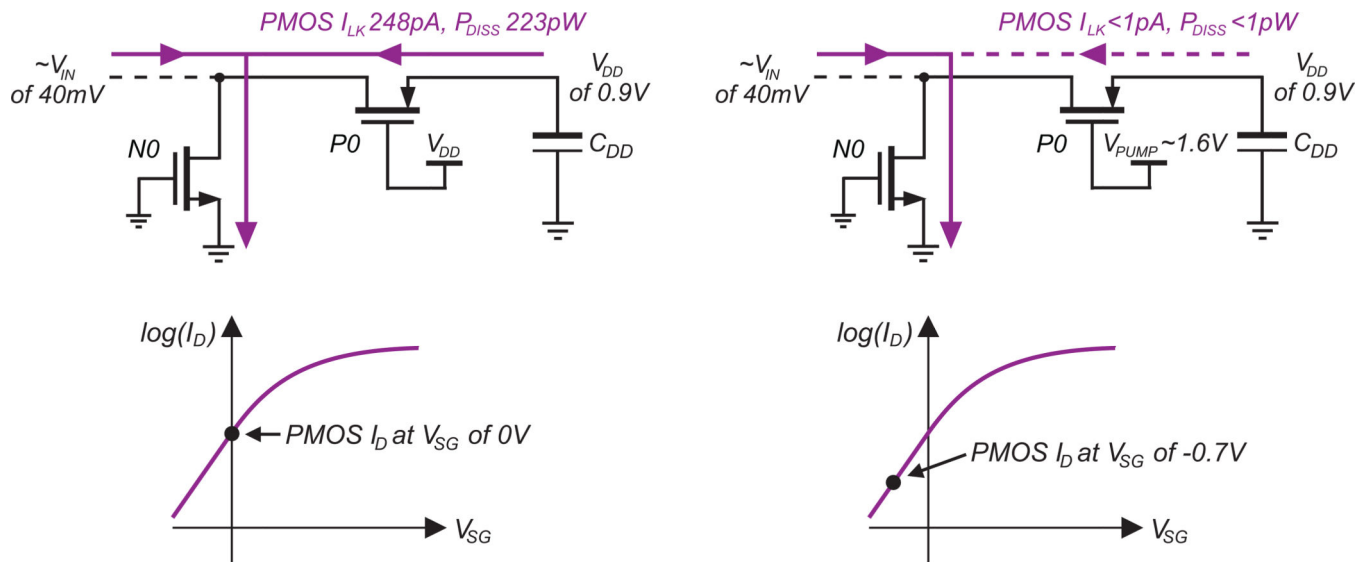 PMOS I_LK 248pA, P_DISS 223pW
~V_IN
of 40mV
V_DD
of 0.9V
N0
P0
V_DD
C_DD
log(I_D)
PMOS I_D at V_SG of 0V
V_SG
PMOS I_LK<1pA, P_DISS<1pW
~V_IN
of 40mV
V_DD
of 0.9V
N0
P0
V_PUMP~1.6V
C_DD
log(I_D)
PMOS I_D at V_SG of -0.7V
V_SG